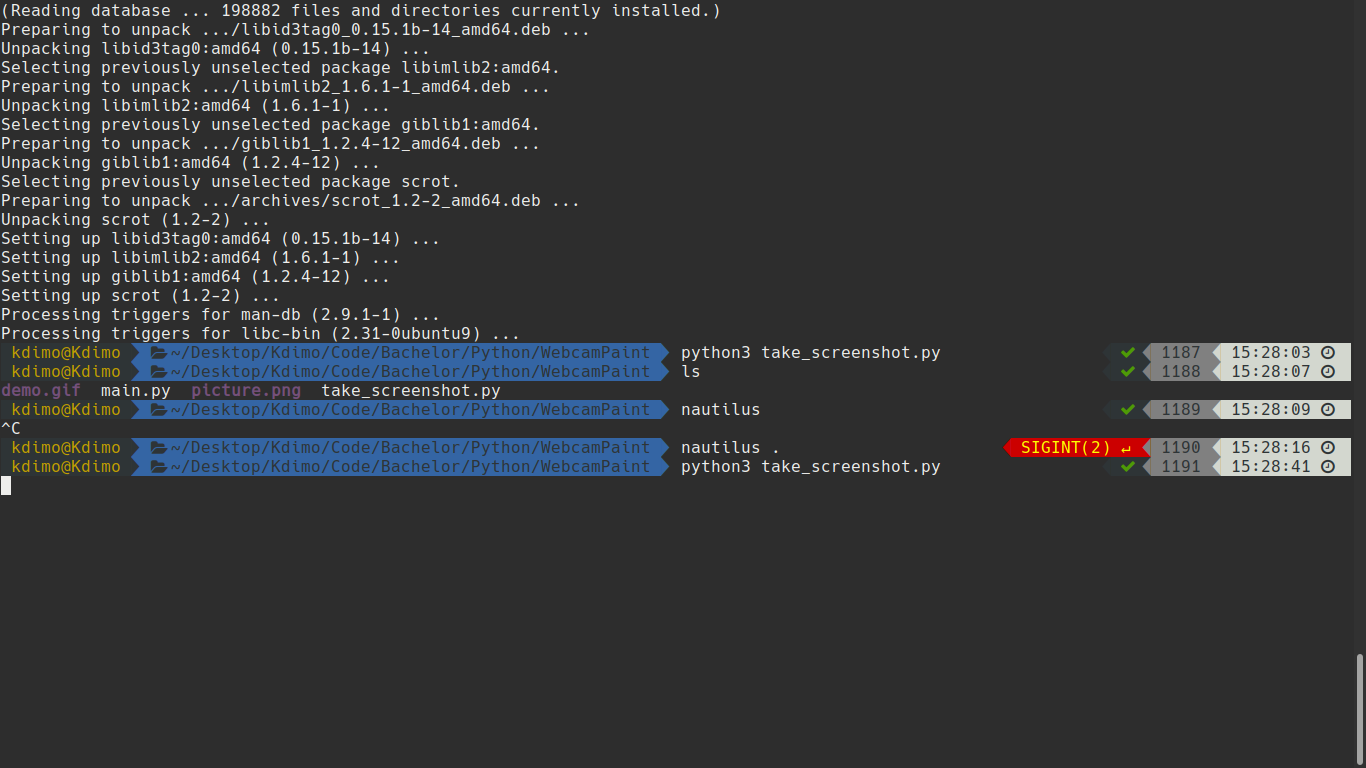 (Reading database ... 198882 files and directories currently installed.)
Preparing to unpack .../libid3tag0_0.15.1b-14_amd64.deb ...
Unpacking libid3tag0:amd64 (0.15.1b-14) ...
Selecting previously unselected package libimlib2:amd64.
Preparing to unpack .../libimlib2_1.6.1-1_amd64.deb ...
Unpacking libimlib2:amd64 (1.6.1-1) ...
Selecting previously unselected package giblib1:amd64.
Preparing to unpack .../giblib1_1.2.4-12_amd64.deb ...
Unpacking giblib1:amd64 (1.2.4-12) ...
Selecting previously unselected package scrot.
Preparing to unpack .../archives/scrot_1.2-2_amd64.deb ...
Unpacking scrot (1.2-2) ...
Setting up libid3tag0:amd64 (0.15.1b-14) ...
Setting up libimlib2:amd64 (1.6.1-1) ...
Setting up giblib1:amd64 (1.2.4-12) ...
Setting up scrot (1.2-2) ...
Processing triggers for man-db (2.9.1-1) ...
Processing triggers for libc-bin (2.31-0ubuntu9) ...
kdimo@Kdimo ~/Desktop/Kdimo/Code/Bachelor/Python/WebcamPaint python3 take_screenshot.py ✔ 1187 15:28:03
kdimo@Kdimo ~/Desktop/Kdimo/Code/Bachelor/Python/WebcamPaint ls ✔ 1188 15:28:07
demo.gif main.py picture.png take_screenshot.py
kdimo@Kdimo ~/Desktop/Kdimo/Code/Bachelor/Python/WebcamPaint nautilus ✔ 1189 15:28:09
^C
kdimo@Kdimo ~/Desktop/Kdimo/Code/Bachelor/Python/WebcamPaint nautilus . SIGINT(2) ↵ 1190 15:28:16
kdimo@Kdimo ~/Desktop/Kdimo/Code/Bachelor/Python/WebcamPaint python3 take_screenshot.py ✔ 1191 15:28:41